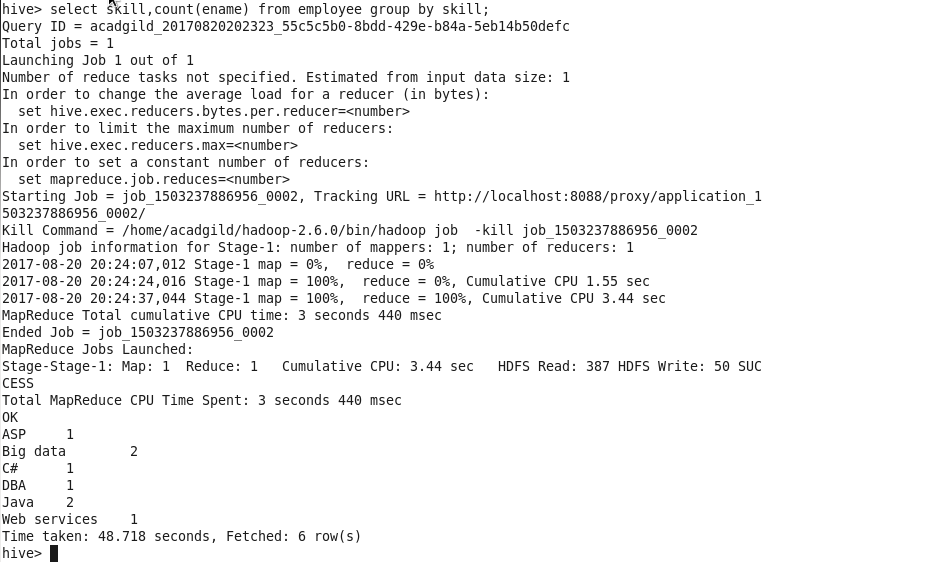 hive> select skill,count(ename) from employee group by skill;
Query ID = acadgild_20170820202323_55c5c5b0-8bdd-429e-b84a-5eb14b50defc
Total jobs = 1
Launching Job 1 out of 1
Number of reduce tasks not specified. Estimated from input data size: 1
In order to change the average load for a reducer (in bytes):
  set hive.exec.reducers.bytes.per.reducer=<number>
In order to limit the maximum number of reducers:
  set hive.exec.reducers.max=<number>
In order to set a constant number of reducers:
  set mapreduce.job.reduces=<number>
Starting Job = job_1503237886956_0002, Tracking URL = http://localhost:8088/proxy/application_1
503237886956_0002/
Kill Command = /home/acadgild/hadoop-2.6.0/bin/hadoop job  -kill job_1503237886956_0002
Hadoop job information for Stage-1: number of mappers: 1; number of reducers: 1
2017-08-20 20:24:07,012 Stage-1 map = 0%,  reduce = 0%
2017-08-20 20:24:24,016 Stage-1 map = 100%,  reduce = 0%, Cumulative CPU 1.55 sec
2017-08-20 20:24:37,044 Stage-1 map = 100%,  reduce = 100%, Cumulative CPU 3.44 sec
MapReduce Total cumulative CPU time: 3 seconds 440 msec
Ended Job = job_1503237886956_0002
MapReduce Jobs Launched:
Stage-Stage-1: Map: 1  Reduce: 1   Cumulative CPU: 3.44 sec   HDFS Read: 387 HDFS Write: 50 SUC
CESS
Total MapReduce CPU Time Spent: 3 seconds 440 msec
OK
ASP     1
Big data        2
C#      1
DBA     1
Java    2
Web services    1
Time taken: 48.718 seconds, Fetched: 6 row(s)
hive>